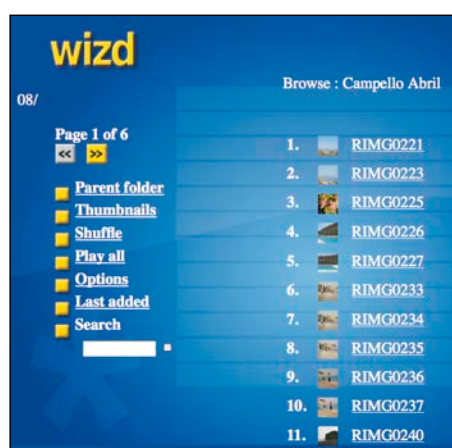 wizd
Browse : Campello Abril
08/
Page 1 of 6
<< >>
Parent folder
Thumbnails
Shuffle
Play all
Options
Last added
Search
1. RIMG0221
2. RIMG0223
3. RIMG0225
4. RIMG0226
5. RIMG0227
6. RIMG0233
7. RIMG0234
8. RIMG0235
9. RIMG0236
10. RIMG0237
11. RIMG0240